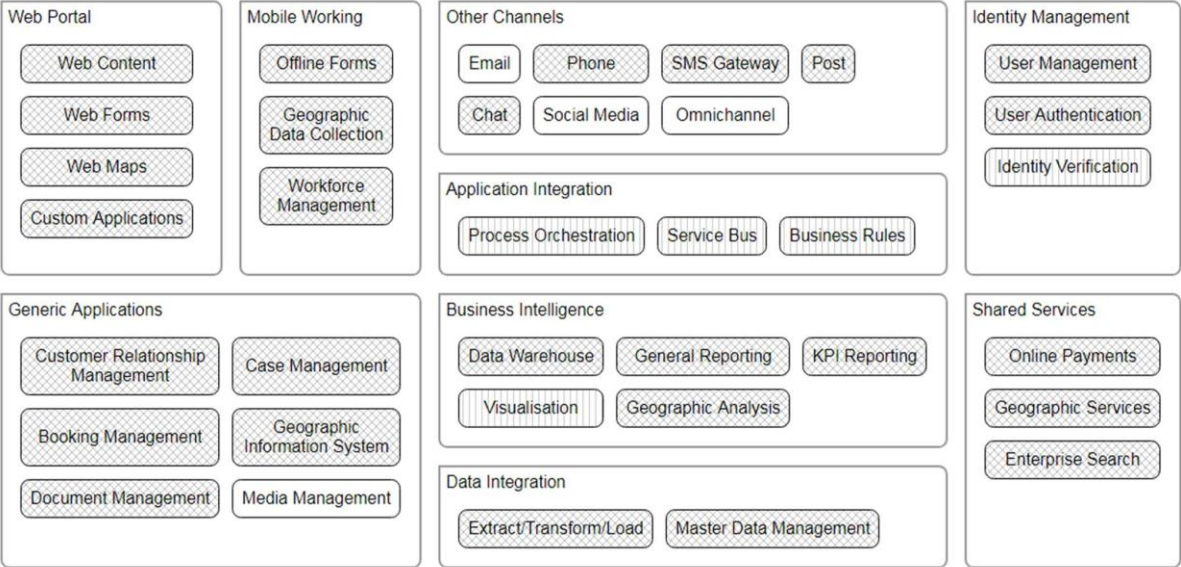 Web Portal
Web Content
Web Forms
Web Maps
Custom Applications
Mobile Working
Offline Forms
Geographic
Data Collection
Workforce
Management
Other Channels
Email
Phone
SMS Gateway
Post
Chat
Social Media
Omnichannel
Application Integration
Process Orchestration
Service Bus
Business Rules
Identity Management
User Management
User Authentication
Identity Verification
Generic Applications
Customer Relationship
Management
Case Management
Booking Management
Geographic
Information System
Document Management
Media Management
Business Intelligence
Data Warehouse
General Reporting
KPI Reporting
Visualisation
Geographic Analysis
Data Integration
Extract/Transform/Load
Master Data Management
Shared Services
Online Payments
Geographic Services
Enterprise Search